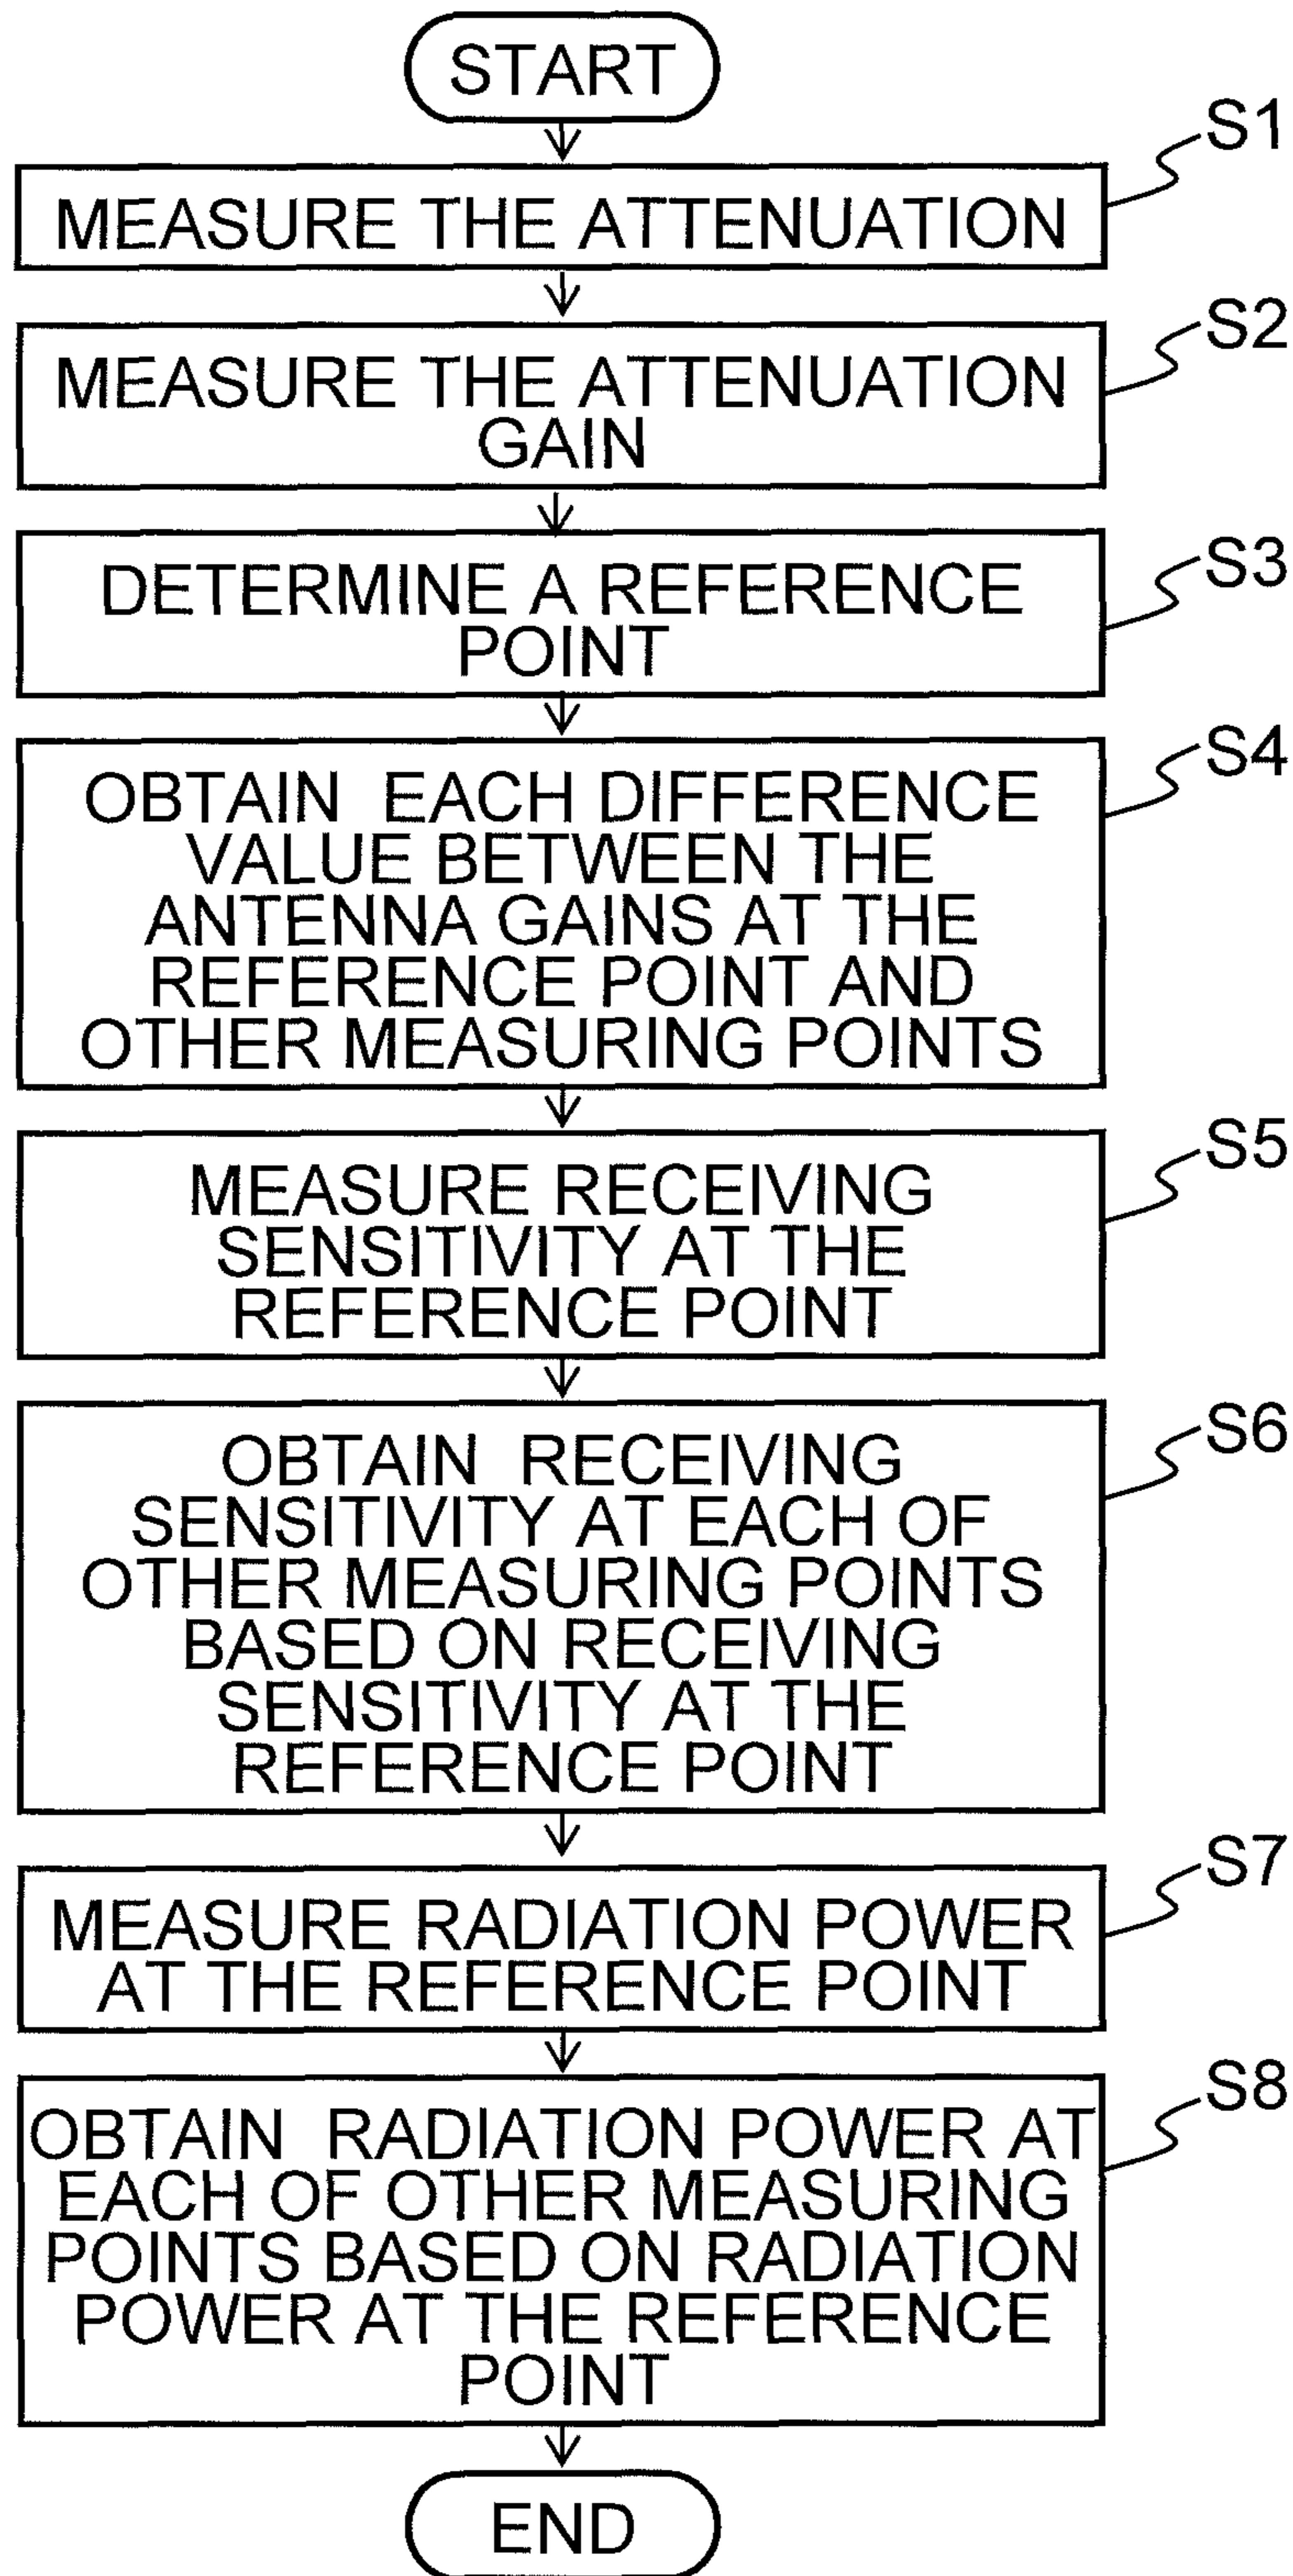 START
S1
MEASURE THE ATTENUATION
S2
MEASURE THE ATTENUATION
GAIN
S3
DETERMINE A REFERENCE
POINT
S4
OBTAIN EACH DIFFERENCE
VALUE BETWEEN THE
ANTENNA GAINS AT THE
REFERENCE POINT AND
OTHER MEASURING POINTS
S5
MEASURE RECEIVING
SENSITIVITY AT THE
REFERENCE POINT
S6
OBTAIN RECEIVING
SENSITIVITY AT EACH OF
OTHER MEASURING POINTS
BASED ON RECEIVING
SENSITIVITY AT THE
REFERENCE POINT
S7
MEASURE RADIATION POWER
AT THE REFERENCE POINT
S8
OBTAIN RADIATION POWER AT
EACH OF OTHER MEASURING
POINTS BASED ON RADIATION
POWER AT THE REFERENCE
POINT
END